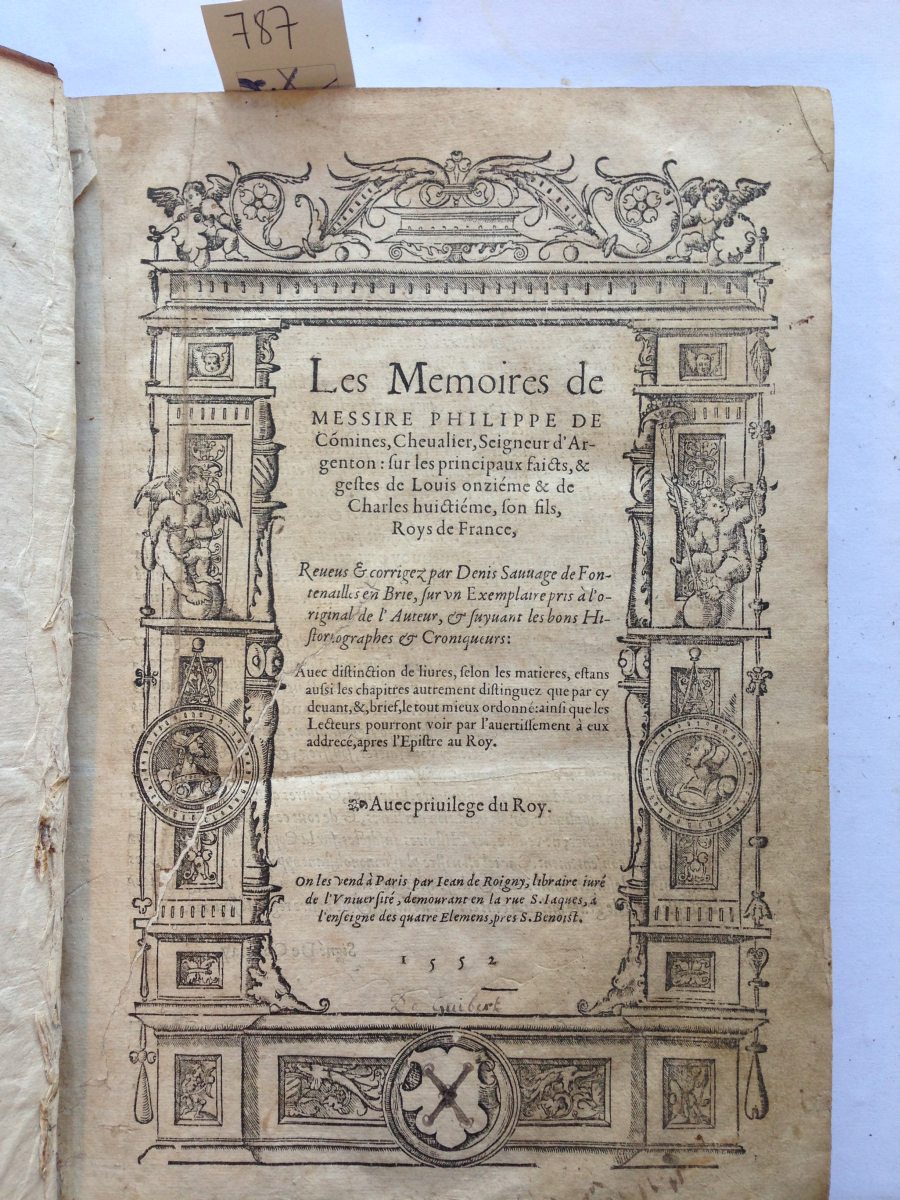 787
x. X
Les Memoires de
MESSIRE PHILIPPE DE
Cómines, Cheualier, Seigneur d'Ar-
genton : ſur les principaux faicts, &
geſtes de Louis onziéme & de
Charles huictiéme, ſon fils,
Roys de France,
Reueus & corrigez par Denis Sauuage de Fon-
tenailles en Brie, ſur vn Exemplaire pris à l'o-
riginal de l'Auteur, & ſuyuant les bons Hi-
ſtoriographes & Croniqueurs:
Auec diſtinction de liures, ſelon les matieres, eſtans
auſsi les chapitres autrement diſtinguez que par cy
deuant, &, brief, le tout mieux ordonné: ainſi que les
Lecteurs pourront voir par l'auertiſſement à eux
addrecé, apres l'Epiſtre au Roy.
Auec priuilege du Roy.
On les vend à Paris par Iean de Roigny, libraire iuré
de l'Vniuerſité, demourant en la rue S. Iaques, à
l'enſeigne des quatre Elemens, pres S. Benoiſt.
1552
De Guibert